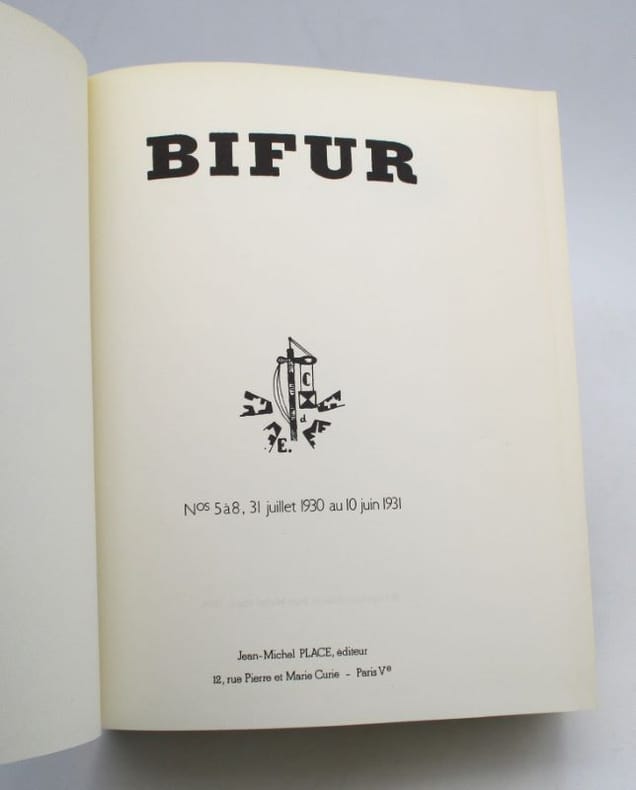 BIFUR
C
d
E.
Nos 5 à 8, 31 juillet 1930 au 10 juin 1931
Jean-Michel PLACE, éditeur
12, rue Pierre et Marie Curie - Paris Ve